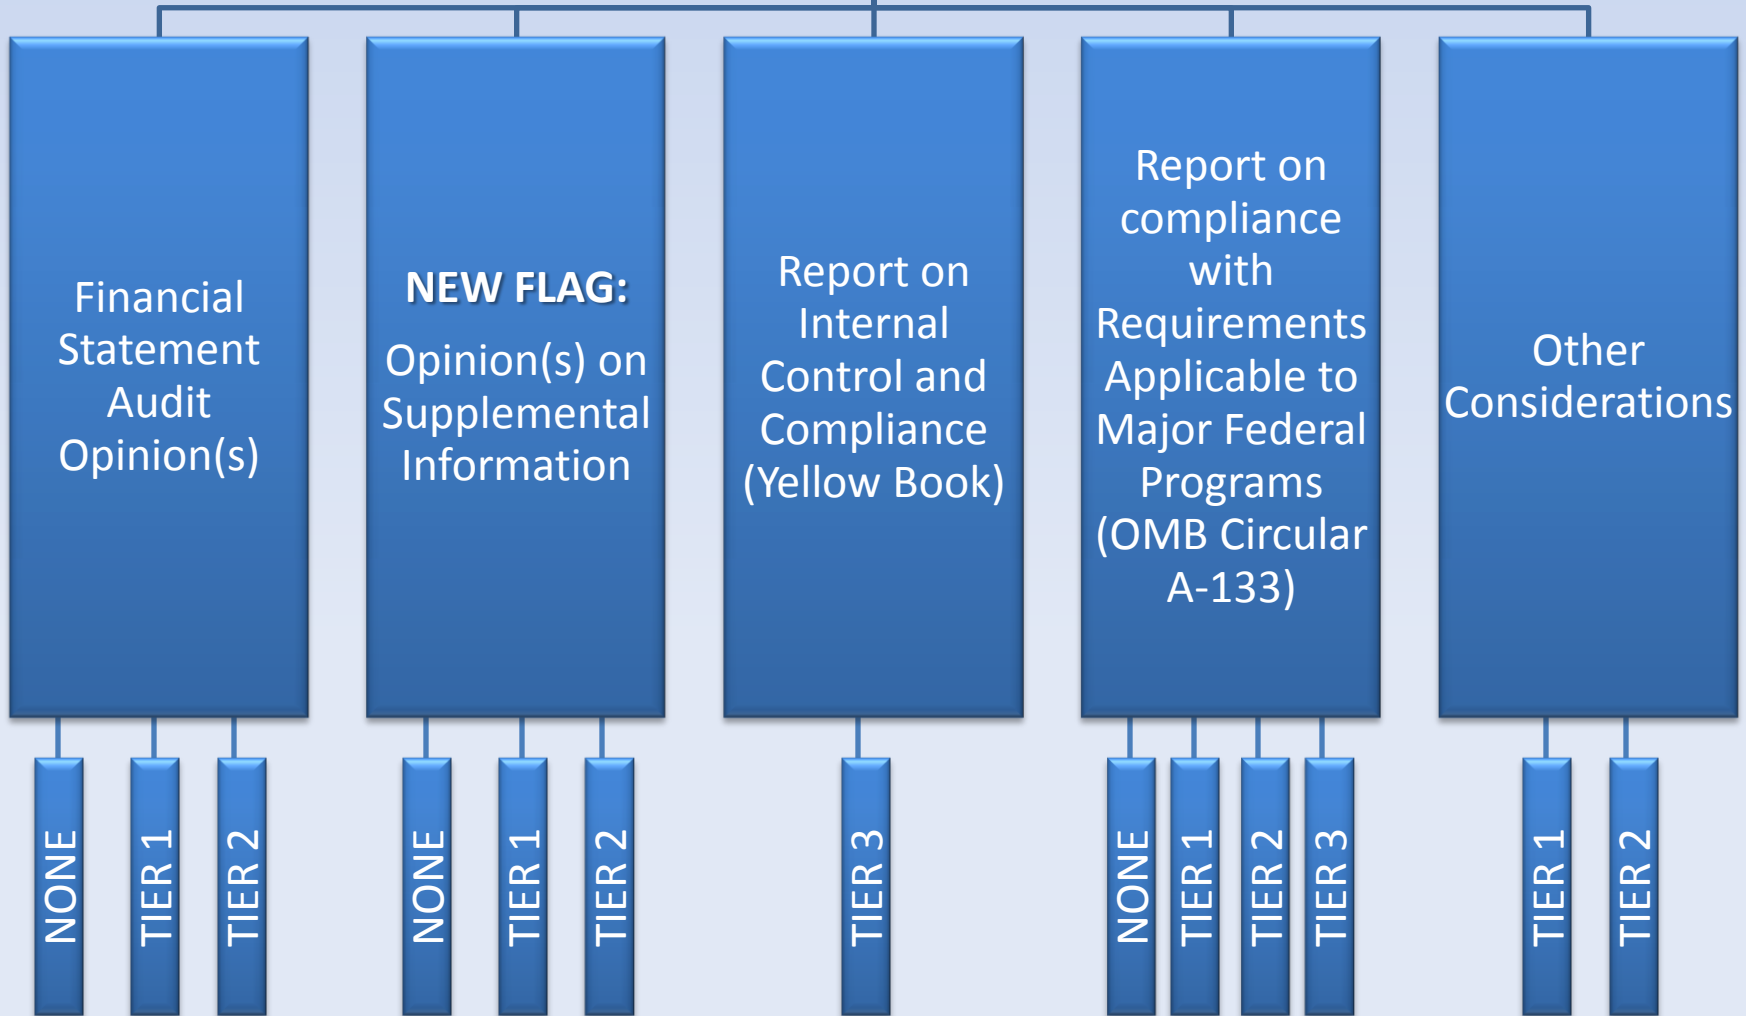 Financial
Statement
Audit
Opinion(s)
NEW FLAG:
Opinion(s) on
Supplemental
Information
Report on
Internal
Control and
Compliance
(Yellow Book)
Report on
compliance
with
Requirements
Applicable to
Major Federal
Programs
(OMB Circular
A-133)
Other
Considerations
NONE
TIER 1
TIER 2
NONE
TIER 1
TIER 2
TIER 3
NONE
TIER 1
TIER 2
TIER 3
TIER 1
TIER 2